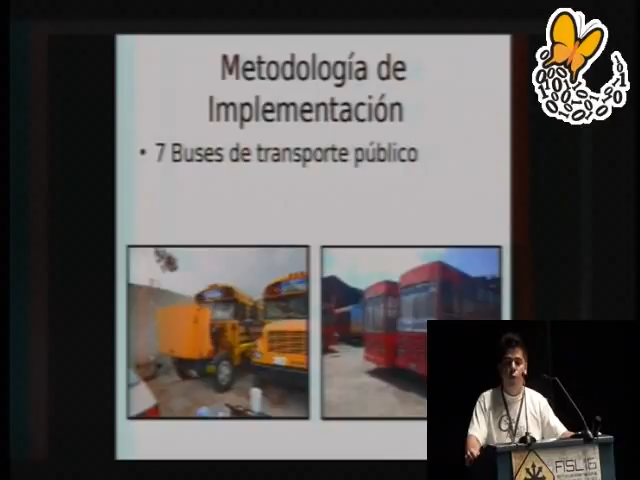 Metodología de
Implementación
• 7 Buses de transporte público
FISL16